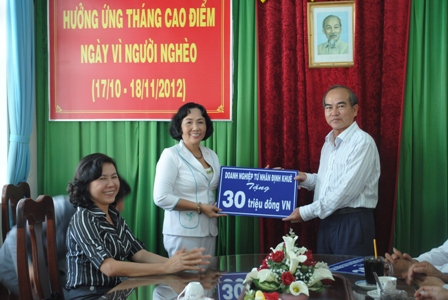 HƯỞNG ỨNG THÁNG CAO ĐIỂM
NGÀY VÌ NGƯỜI NGHÈO
(17/10 - 18/11/2012)
DOANH NGHIỆP TƯ NHÂN ĐỊNH KHUÊ
Tặng
30 triệu đồng VN